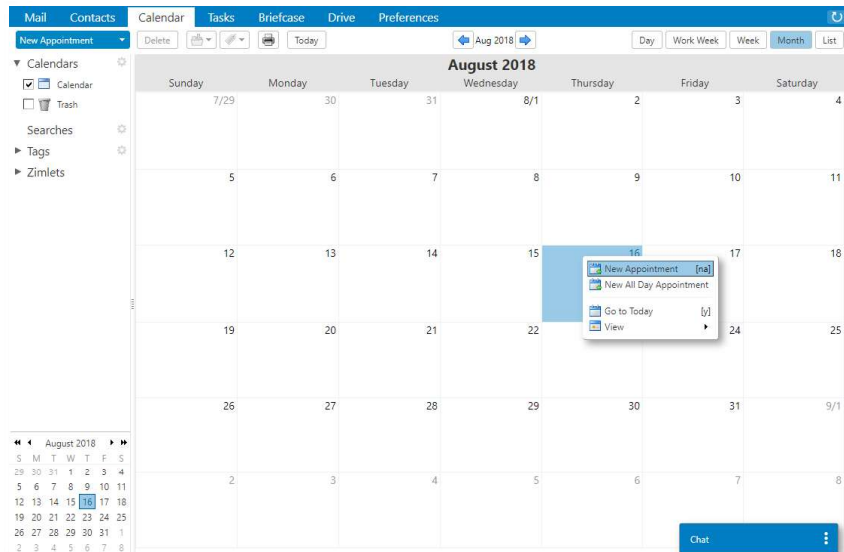 Mail Contacts Calendar Tasks Briefcase Drive Preferences
New Appointment Delete Today Aug 2018 Day Work Week Week Month List
Calendars
Calendar
Trash
Searches
Tags
Zimlets
August 2018
Sunday Monday Tuesday Wednesday Thursday Friday Saturday
7/29 30 31 8/1 2 3 4
5 6 7 8 9 10 11
12 13 14 15 16 17 18
New Appointment [na]
New All Day Appointment
Go to Today [y]
View
19 20 21 22 24 25
26 27 28 29 30 31 9/1
2 3 4 5 6 7 8
August 2018
S M T W T F S
29 30 31 1 2 3 4
5 6 7 8 9 10 11
12 13 14 15 16 17 18
19 20 21 22 23 24 25
26 27 28 29 30 31 1
2 3 4 5 6 7 8
Chat